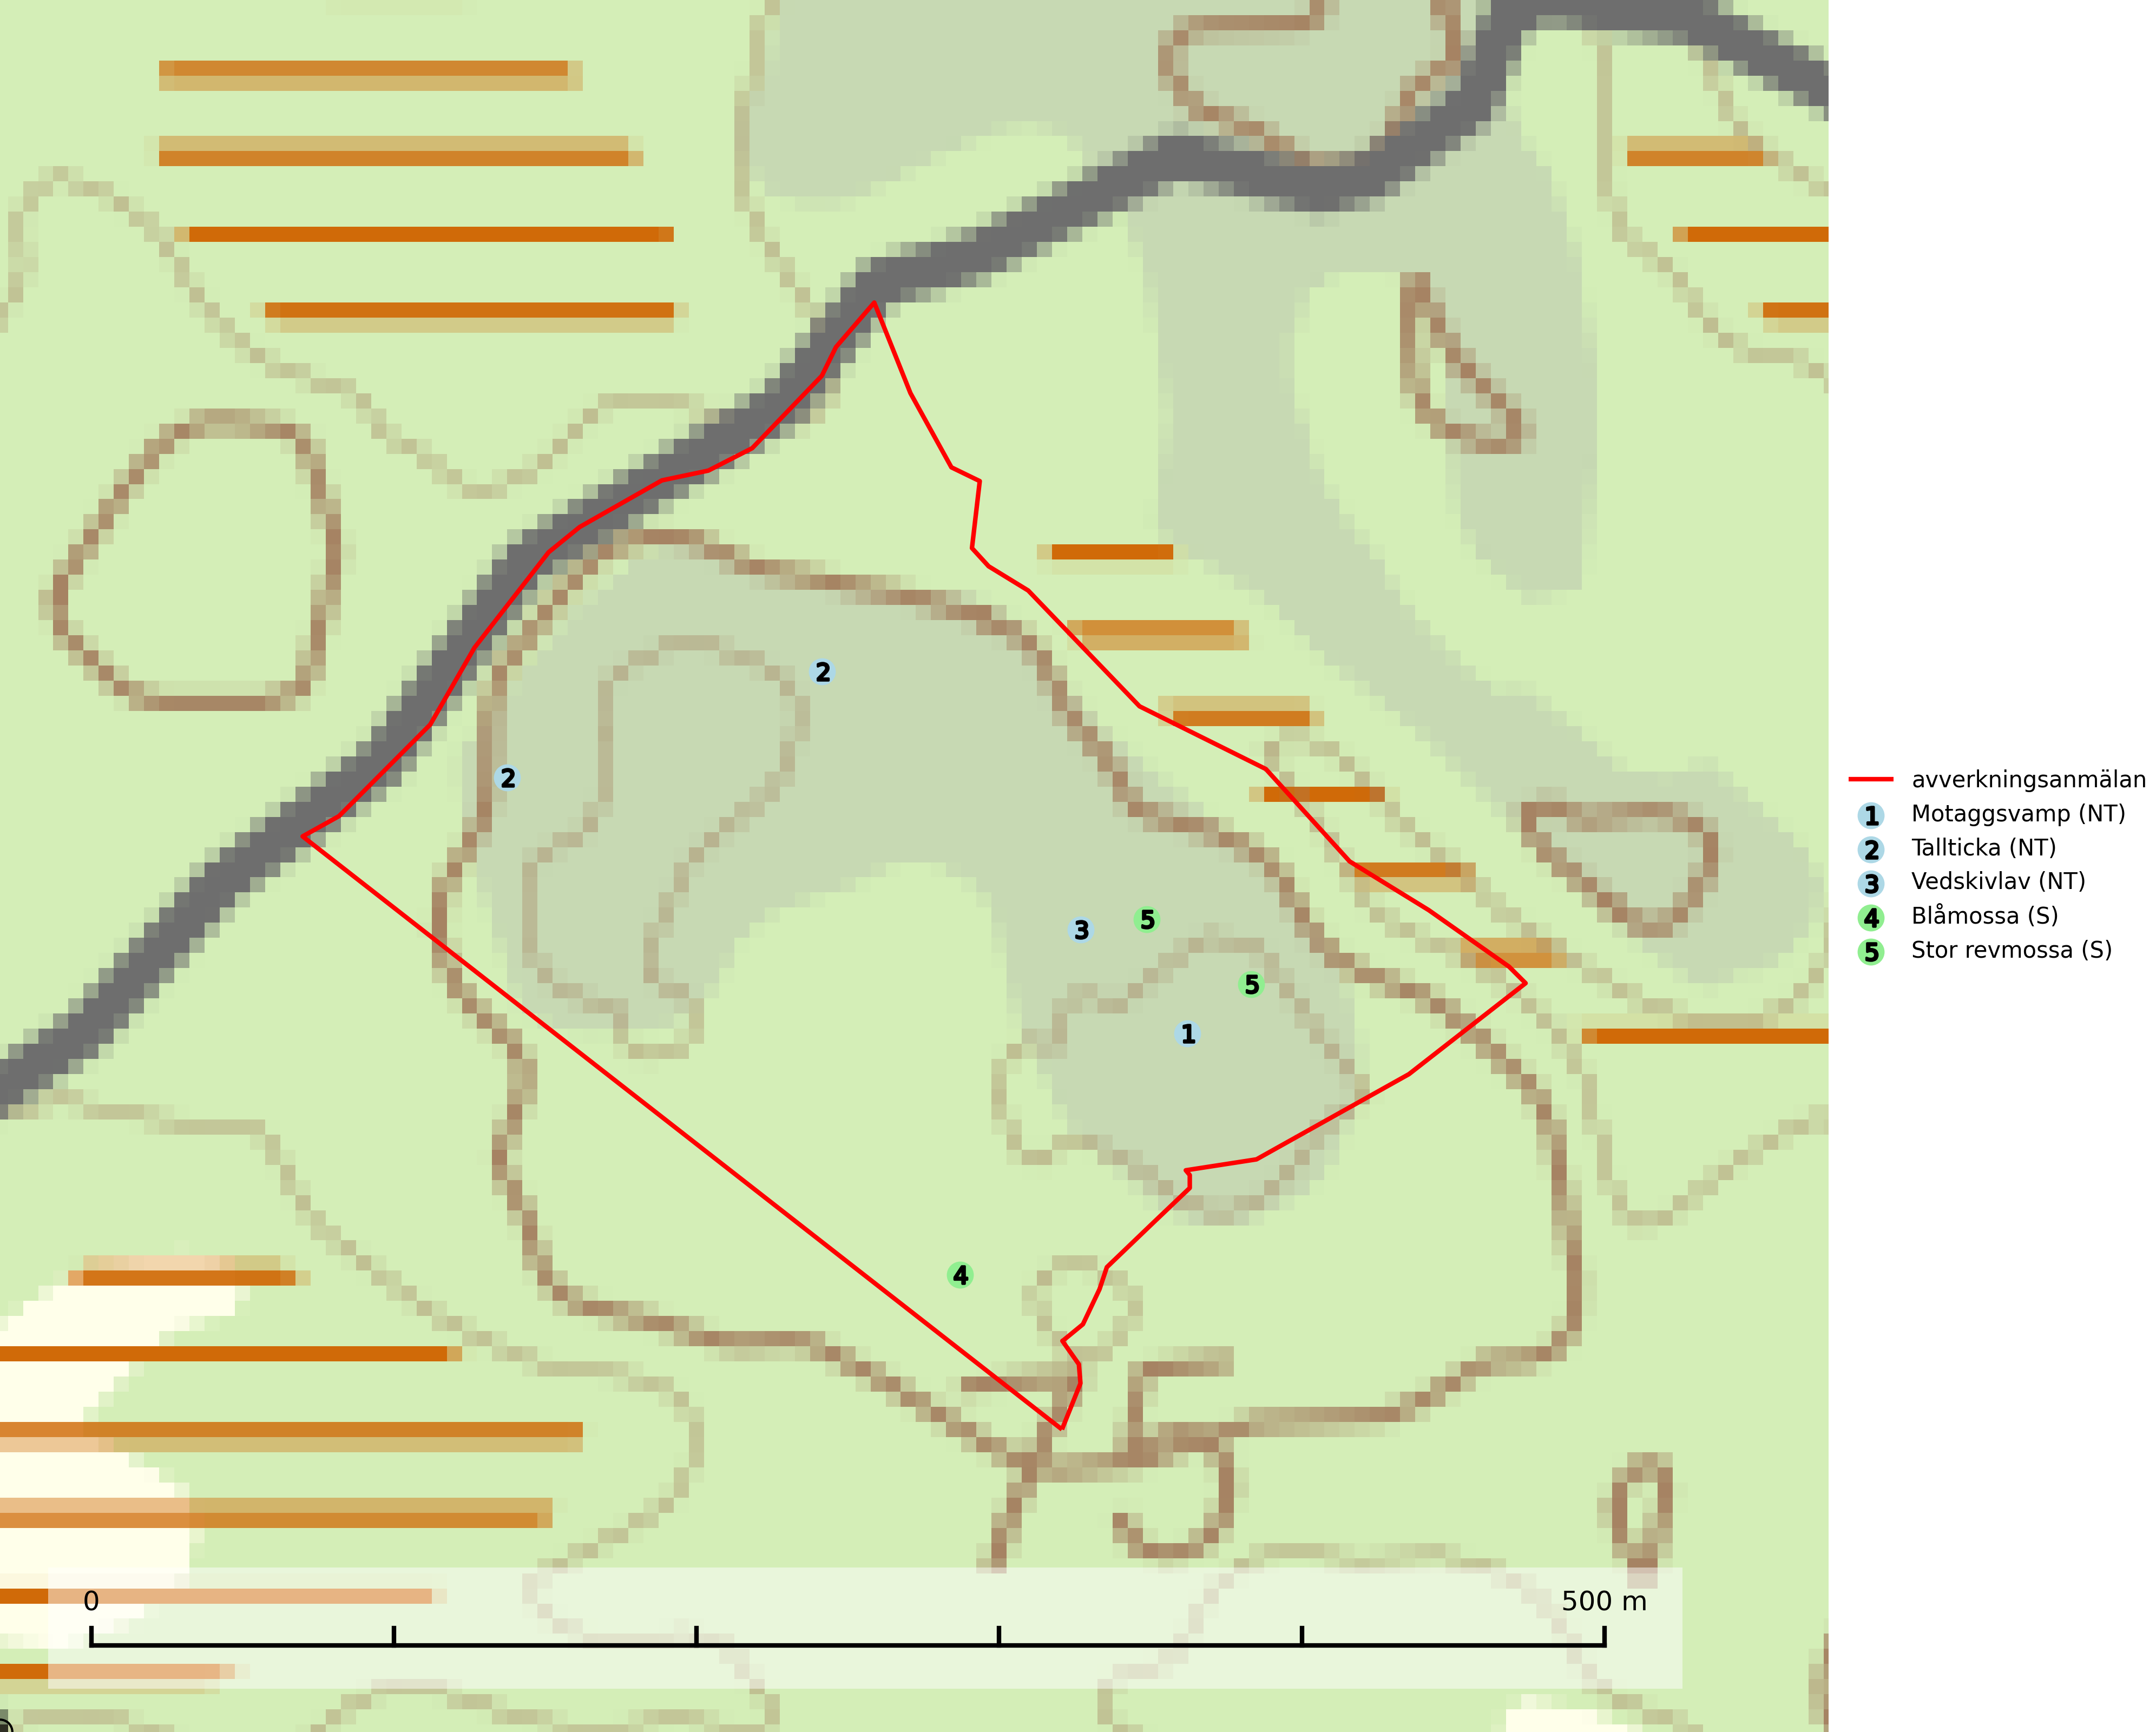 2
2
5
3
5
1
4
0 500 m
avverkningsanmälan
1 Motaggsvamp (NT)
2 Tallticka (NT)
3 Vedskivlav (NT)
4 Blåmossa (S)
5 Stor revmossa (S)